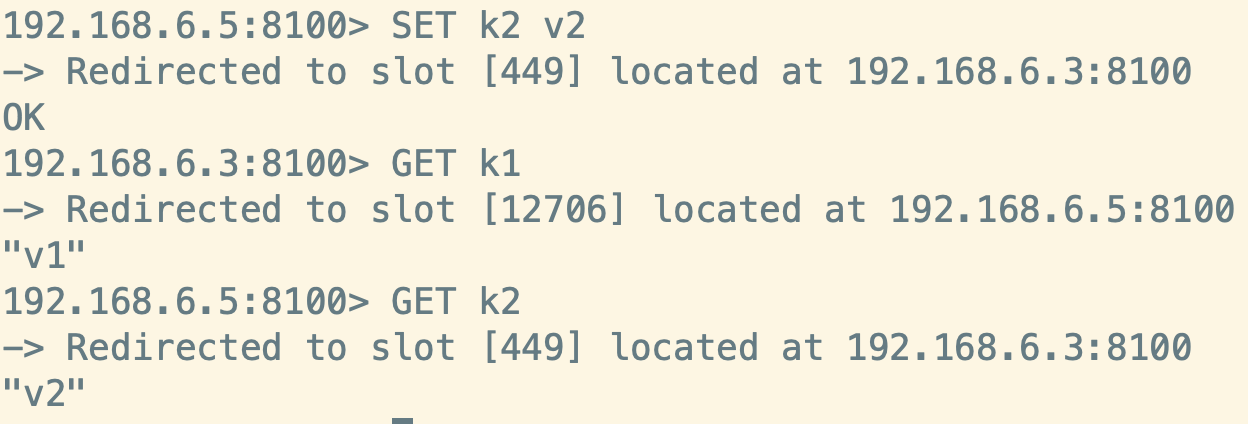 192.168.6.5:8100> SET k2 v2
-> Redirected to slot [449] located at 192.168.6.3:8100
OK
192.168.6.3:8100> GET k1
-> Redirected to slot [12706] located at 192.168.6.5:8100
"v1"
192.168.6.5:8100> GET k2
-> Redirected to slot [449] located at 192.168.6.3:8100
"v2"